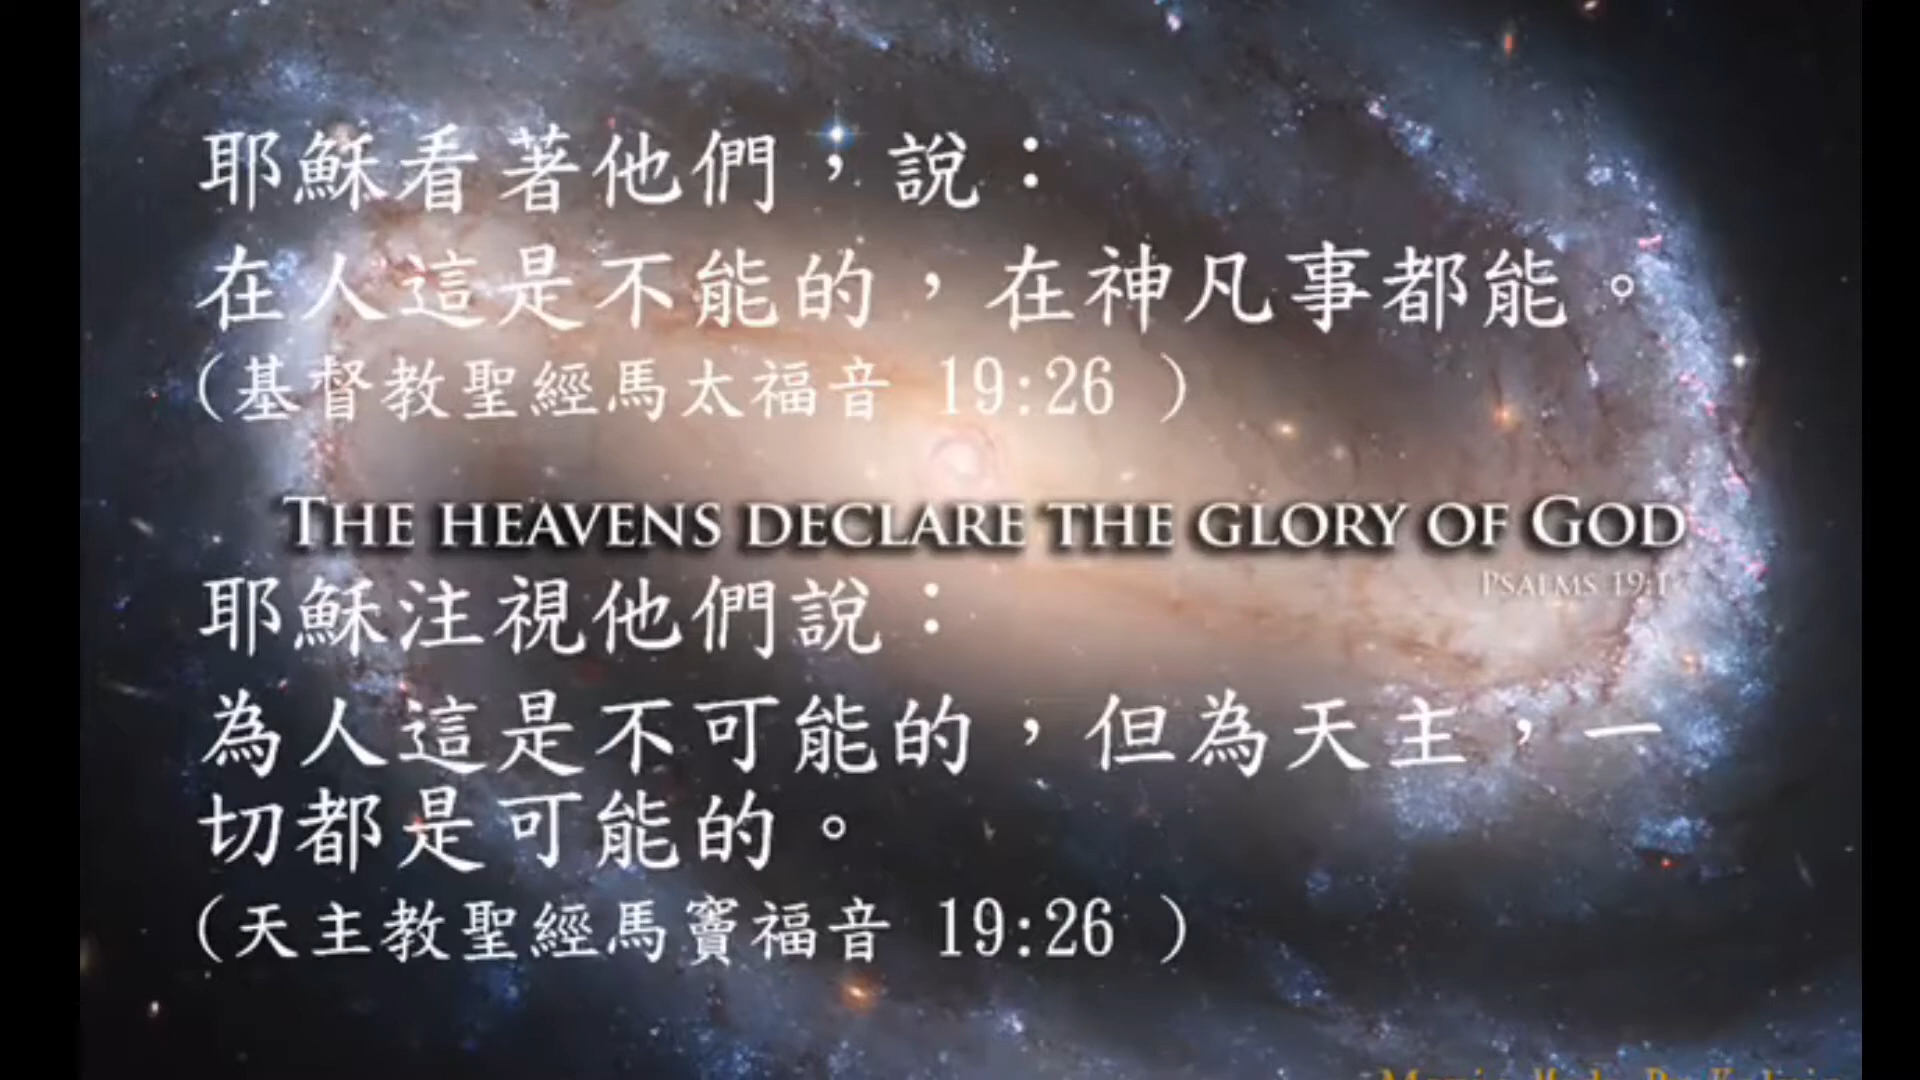 耶穌看著他們，說：
在人這是不能的，在神凡事都能。
（基督教聖經馬太福音 19:26 ）
THE HEAVENS DECLARE THE GLORY OF GOD
PSALMS 19:1
耶穌注視他們說：
為人這是不可能的，但為天主，一
切都是可能的。
（天主教聖經馬竇福音 19:26 ）